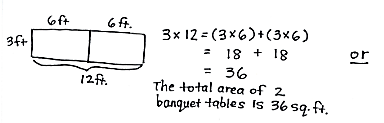 6ft 6ft.
3ft
12ft.
3 x 12 = (3 x 6) + (3 x 6)
= 18 + 18
= 36
The total area of 2
banquet tables is 36 sq. ft.
or